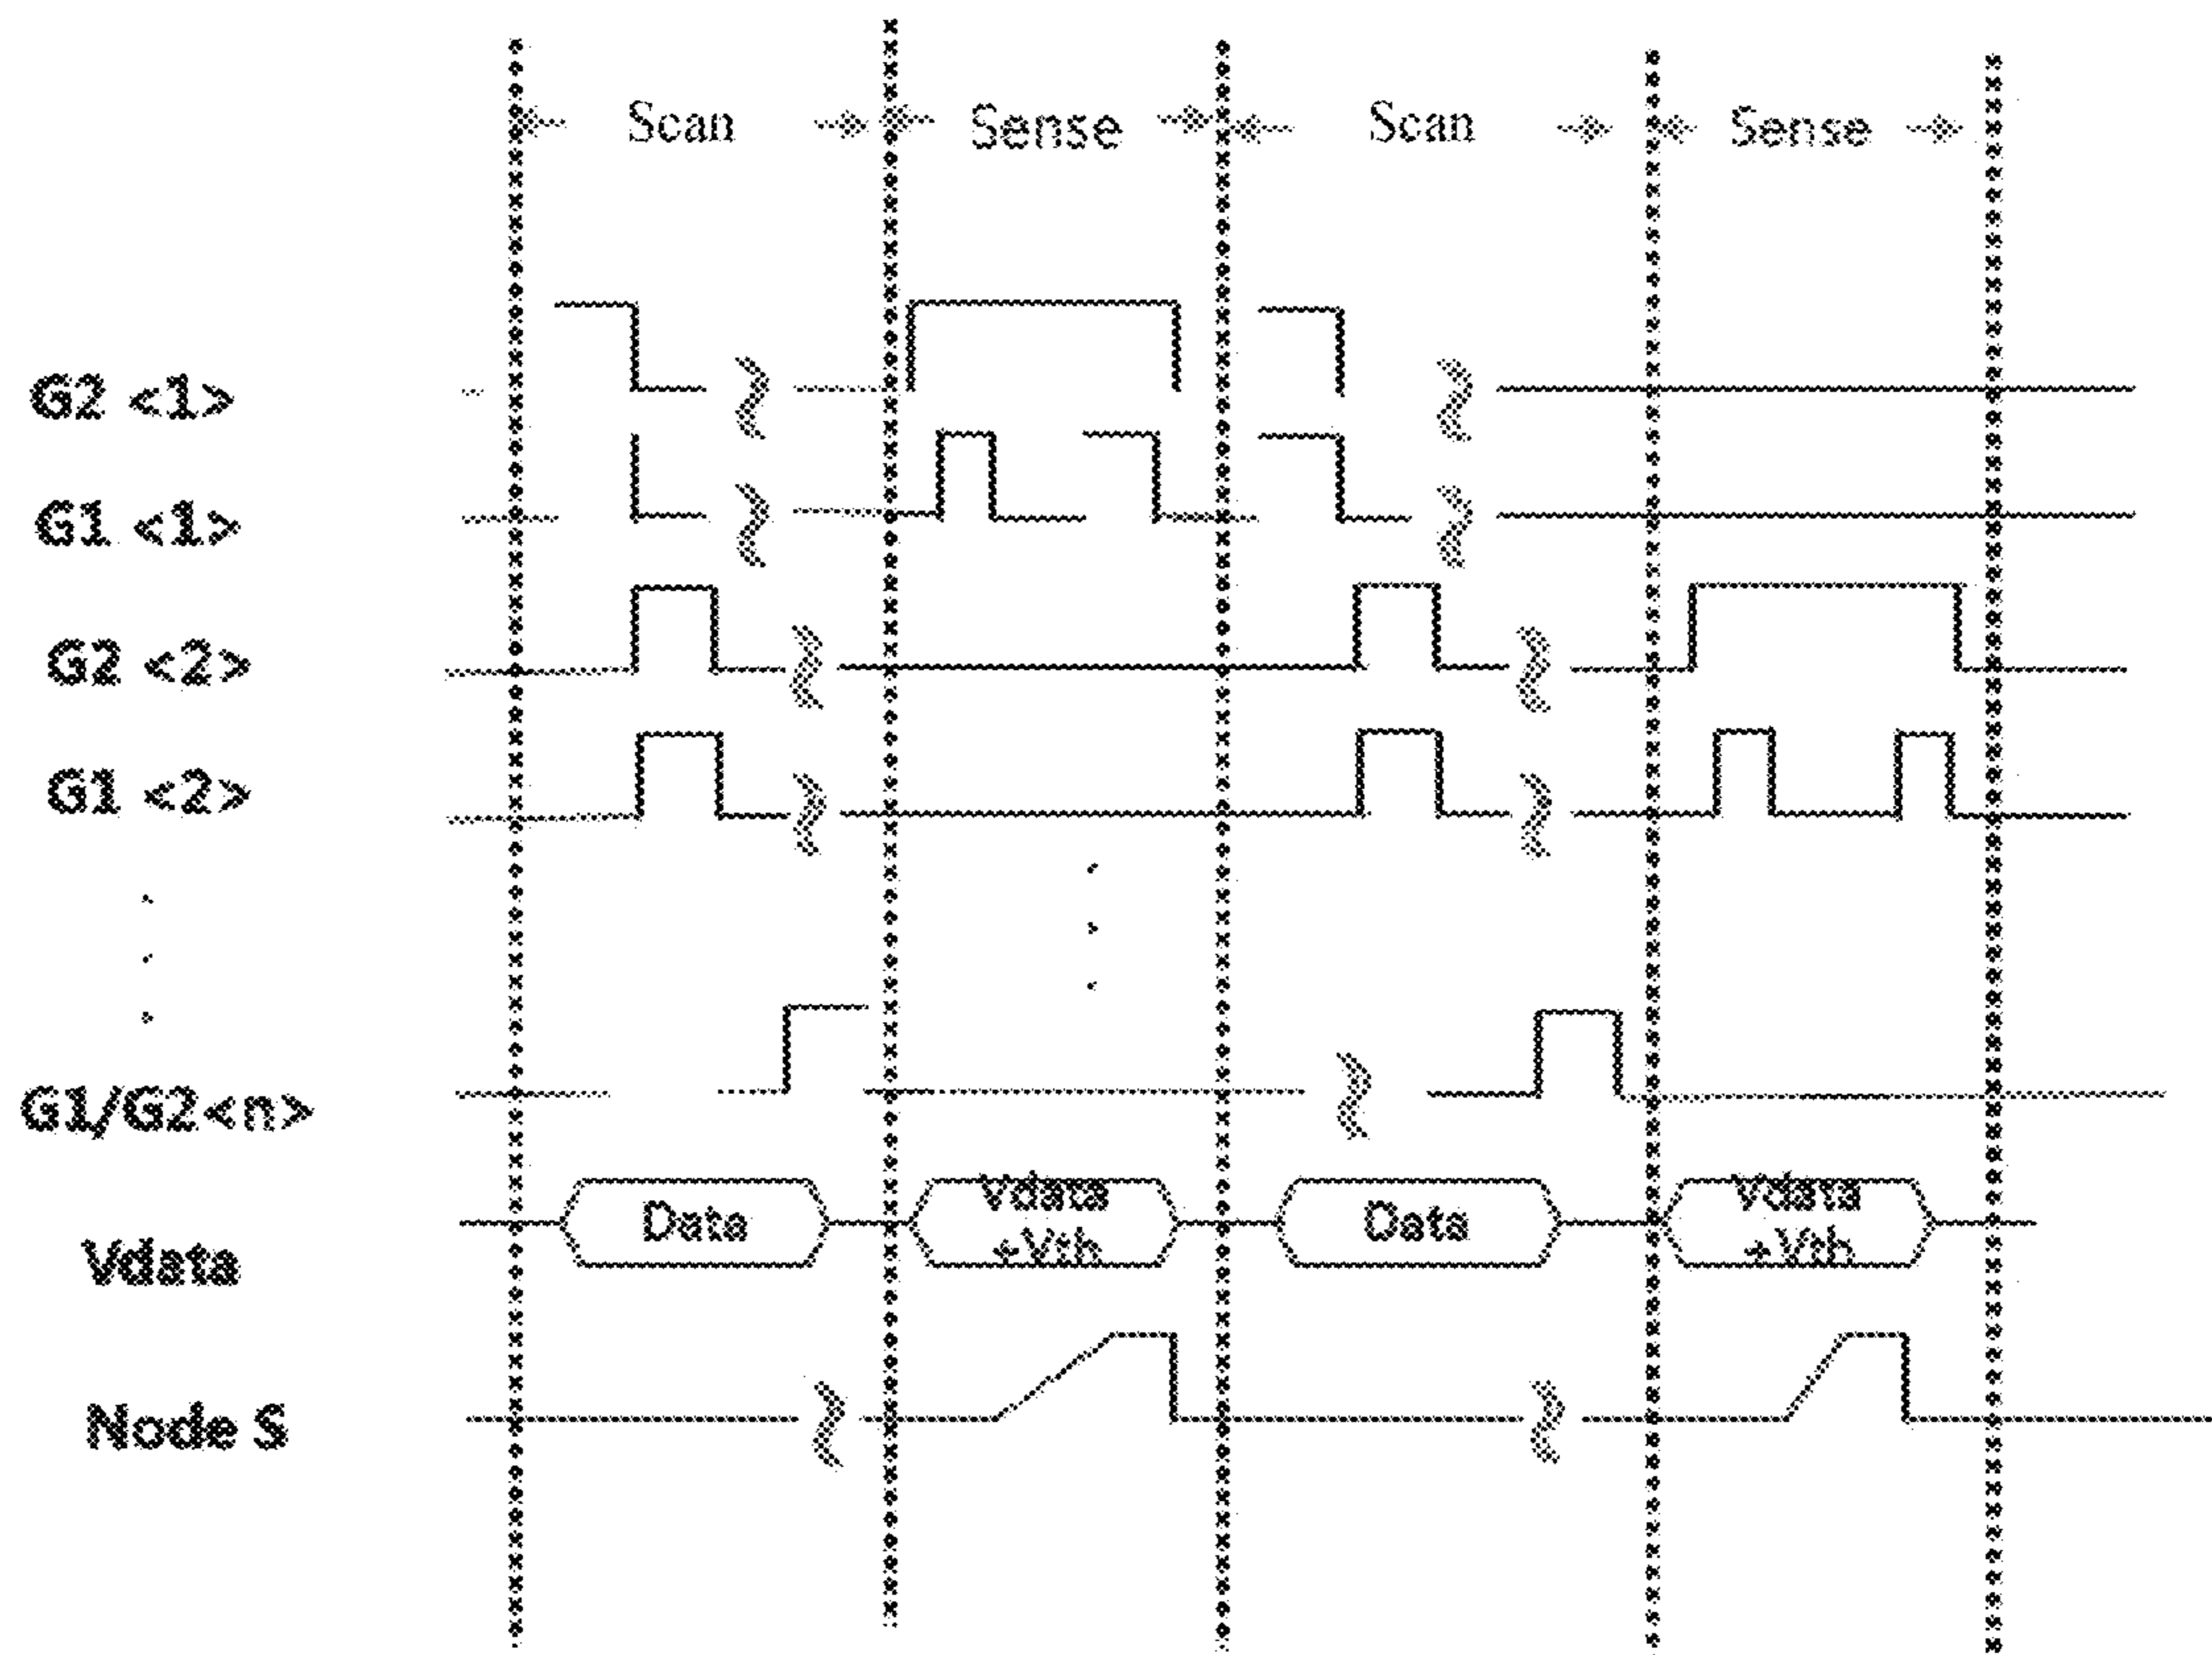 Scan Sense Scan Sense
G2 <1>
G1 <1>
G2 <2>
G1 <2>
G1/G2<n>
Vdata
Data
Vdata
+Vth
Data
Vdata
+Vth
Node S